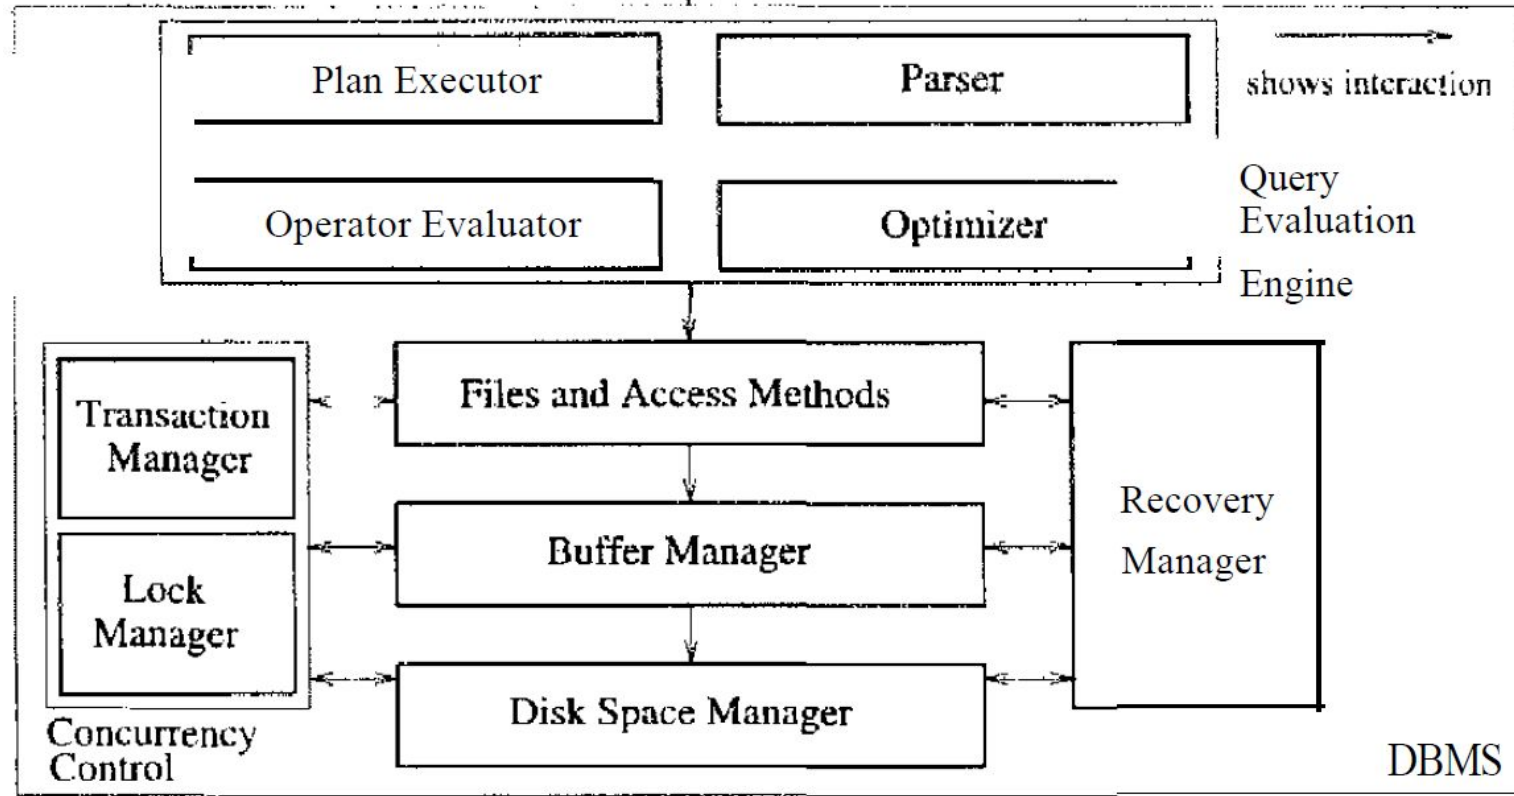 Plan Executor
Parser
shows interaction
Operator Evaluator
Optimizer
Query
Evaluation
Engine
Transaction
Manager
Files and Access Methods
Recovery
Manager
Buffer Manager
Lock
Manager
Disk Space Manager
Concurrency
Control
DBMS